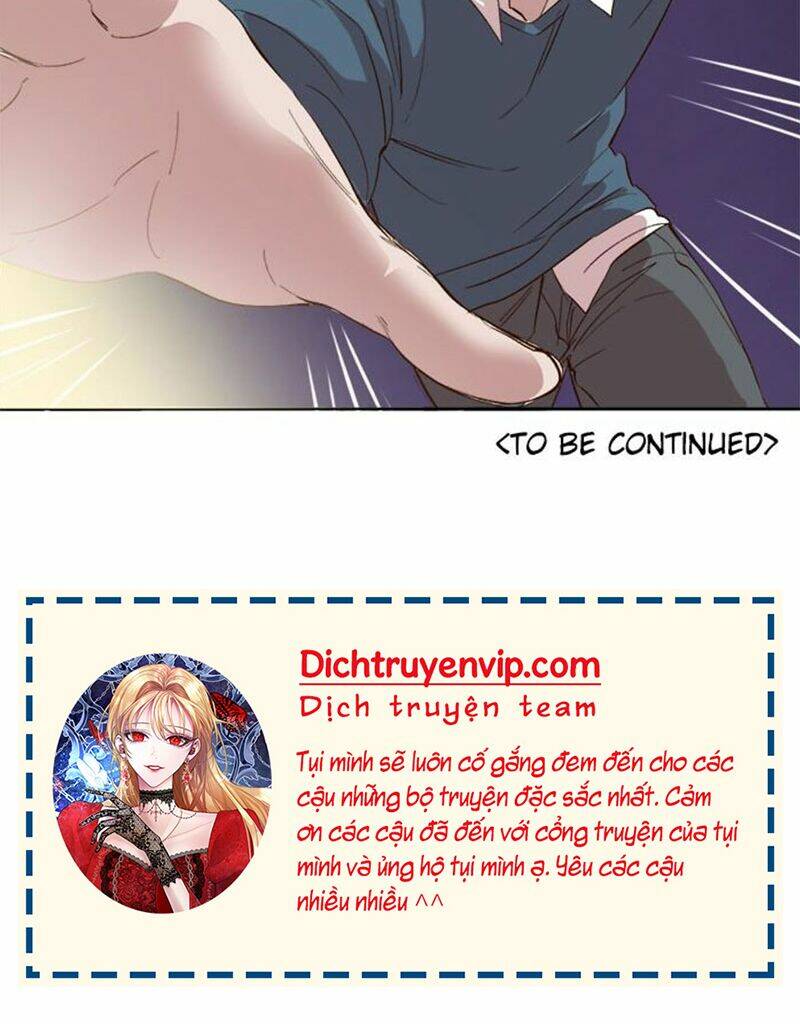 <TO BE CONTINUED>
Dichtruyenvip.com
Dịch truyện team
Tụi mình sẽ luôn cố gắng đem đến cho các
cậu những bộ truyện đặc sắc nhất. Cảm
ơn các cậu đã đến với cổng truyện của tụi
mình và ủng hộ tụi mình ạ. Yêu các cậu
nhiều nhiều ^^